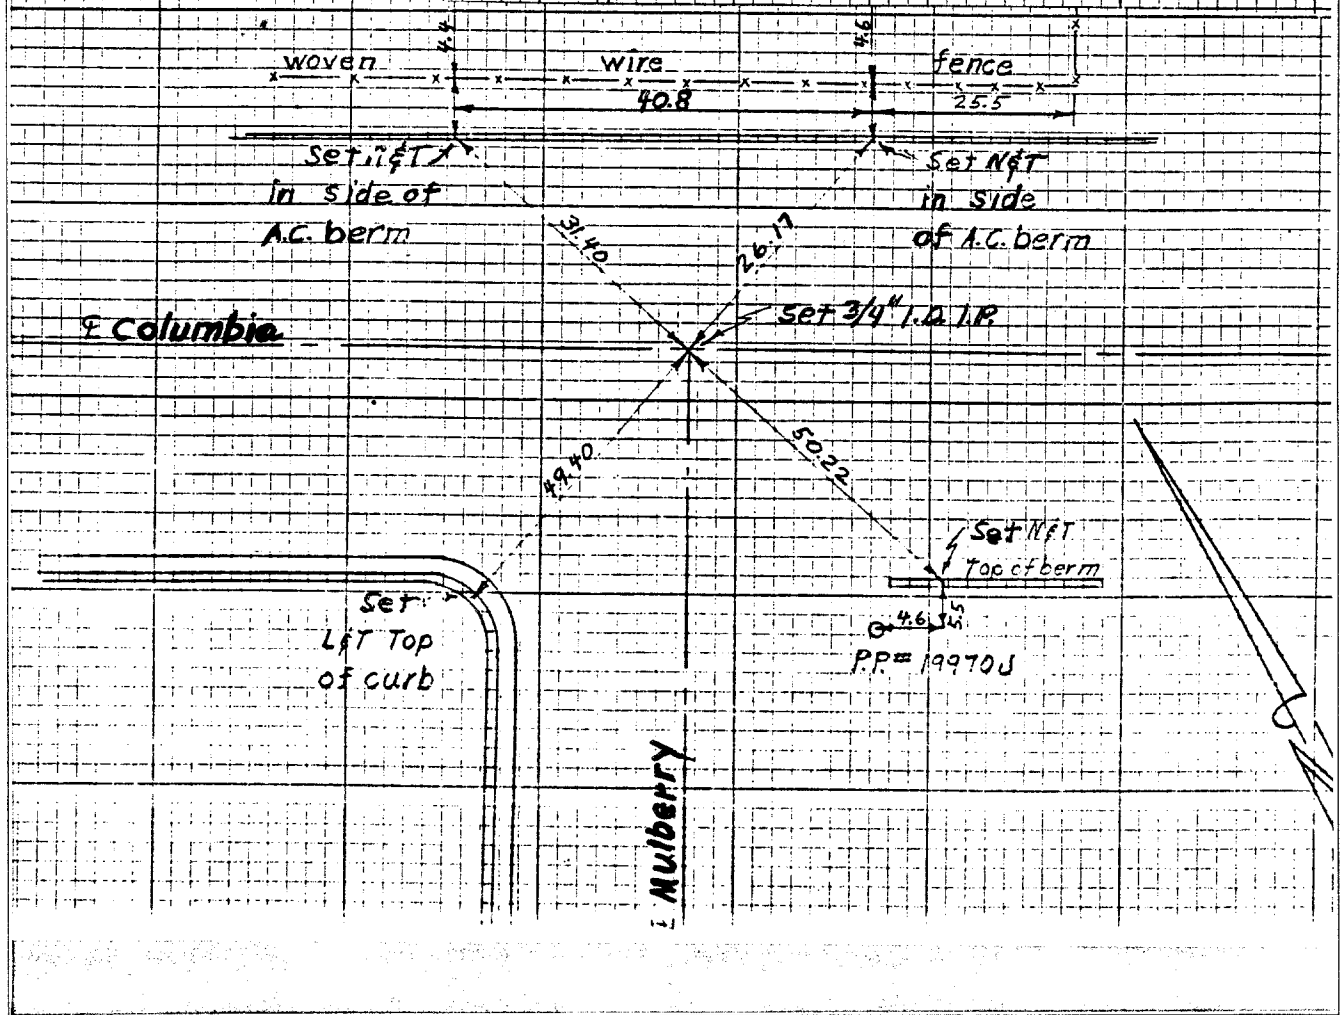 4.4
4.6
woven wire fence
40.8
25.5
Set N&T
in side of
A.C. berm
Set N&T
in side
of A.C. berm
31.40
26.17
℄ Columbia
Set 3/4" I.D. I.P.
49.40
50.22
Set N&T
Top of berm
Set
L&T Top
of curb
4.6
5.5
P.P.# 19970J
Mulberry